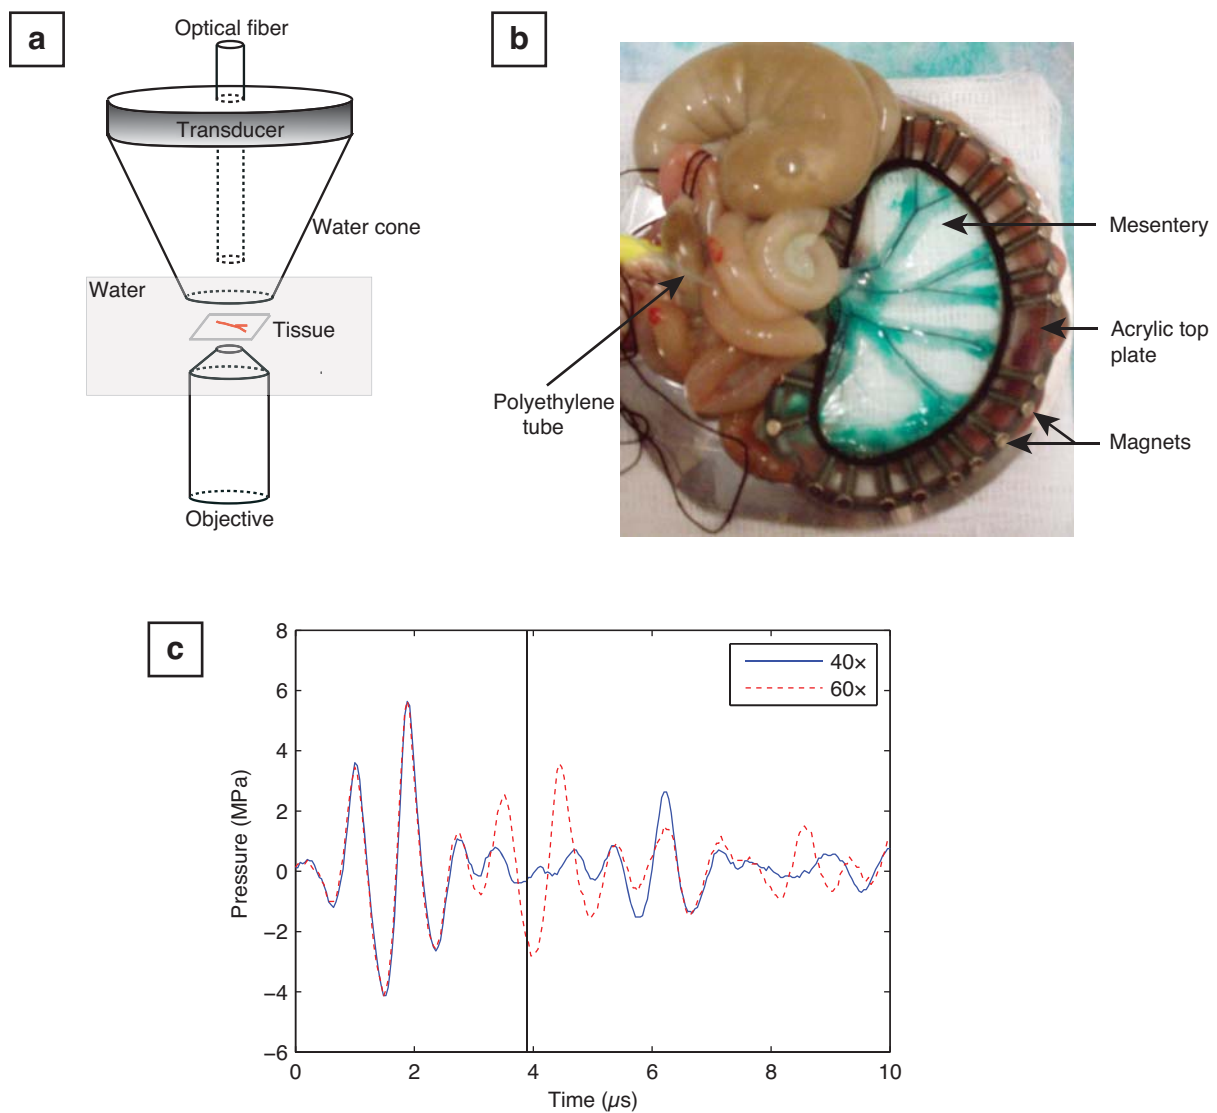 a
Optical fiber
Transducer
Water cone
Water
Tissue
Objective
b
Mesentery
Acrylic top
plate
Polyethylene
tube
Magnets
c
8
6
4
2
0
−2
−4
−6
Pressure (MPa)
40×
60×
0 2 4 6 8 10
Time (µs)